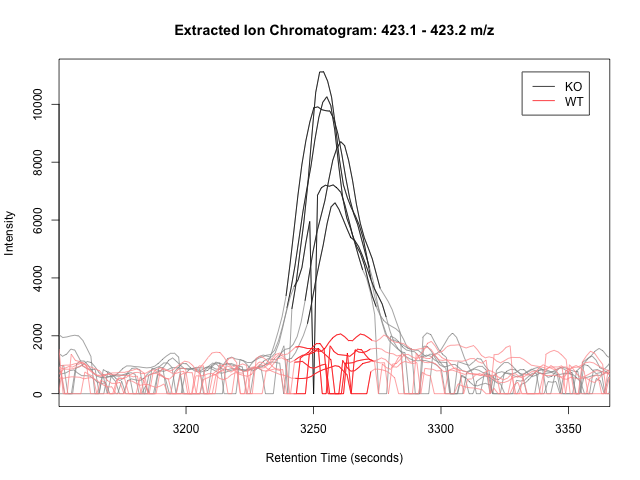 Extracted Ion Chromatogram: 423.1 - 423.2 m/z
KO
WT
Intensity
10000
8000
6000
4000
2000
0
3200 3250 3300 3350
Retention Time (seconds)